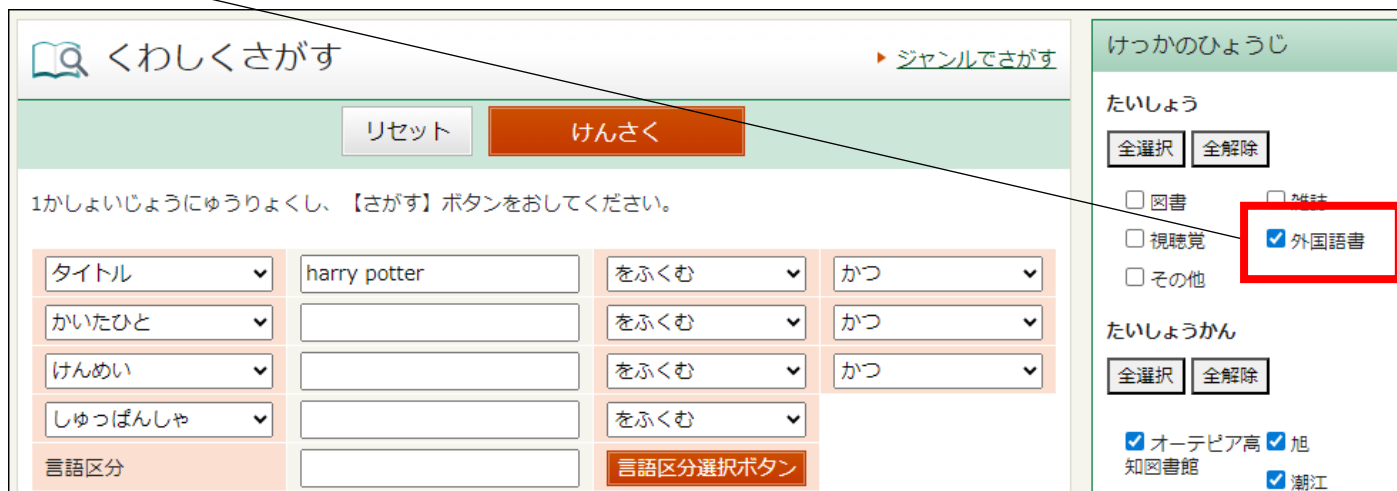 くわしくさがす
ジャンルでさがす
リセット けんさく
1かしょいじょうにゅうりょくし、【さがす】ボタンをおしてください。
タイトル harry potter をふくむ かつ
かいたひと をふくむ かつ
けんめい をふくむ かつ
しゅっぱんしゃ をふくむ
言語区分 言語区分選択ボタン
けっかのひょうじ
たいしょう
全選択 全解除
図書 雑誌
視聴覚 外国語書
その他
たいしょうかん
全選択 全解除
オーテピア高 旭
知図書館
潮江